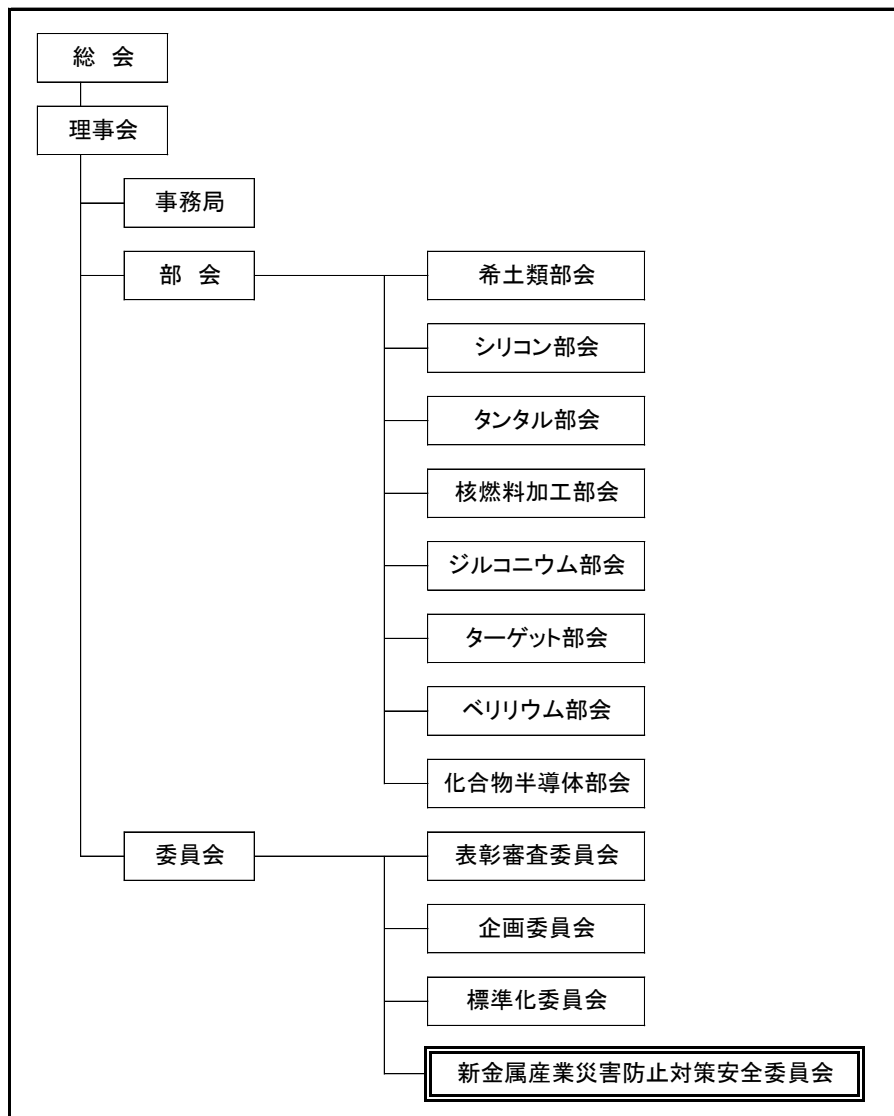 総 会
理事会
事務局
部 会
希土類部会
シリコン部会
タンタル部会
核燃料加工部会
ジルコニウム部会
ターゲット部会
ベリリウム部会
化合物半導体部会
委員会
表彰審査委員会
企画委員会
標準化委員会
新金属産業災害防止対策安全委員会